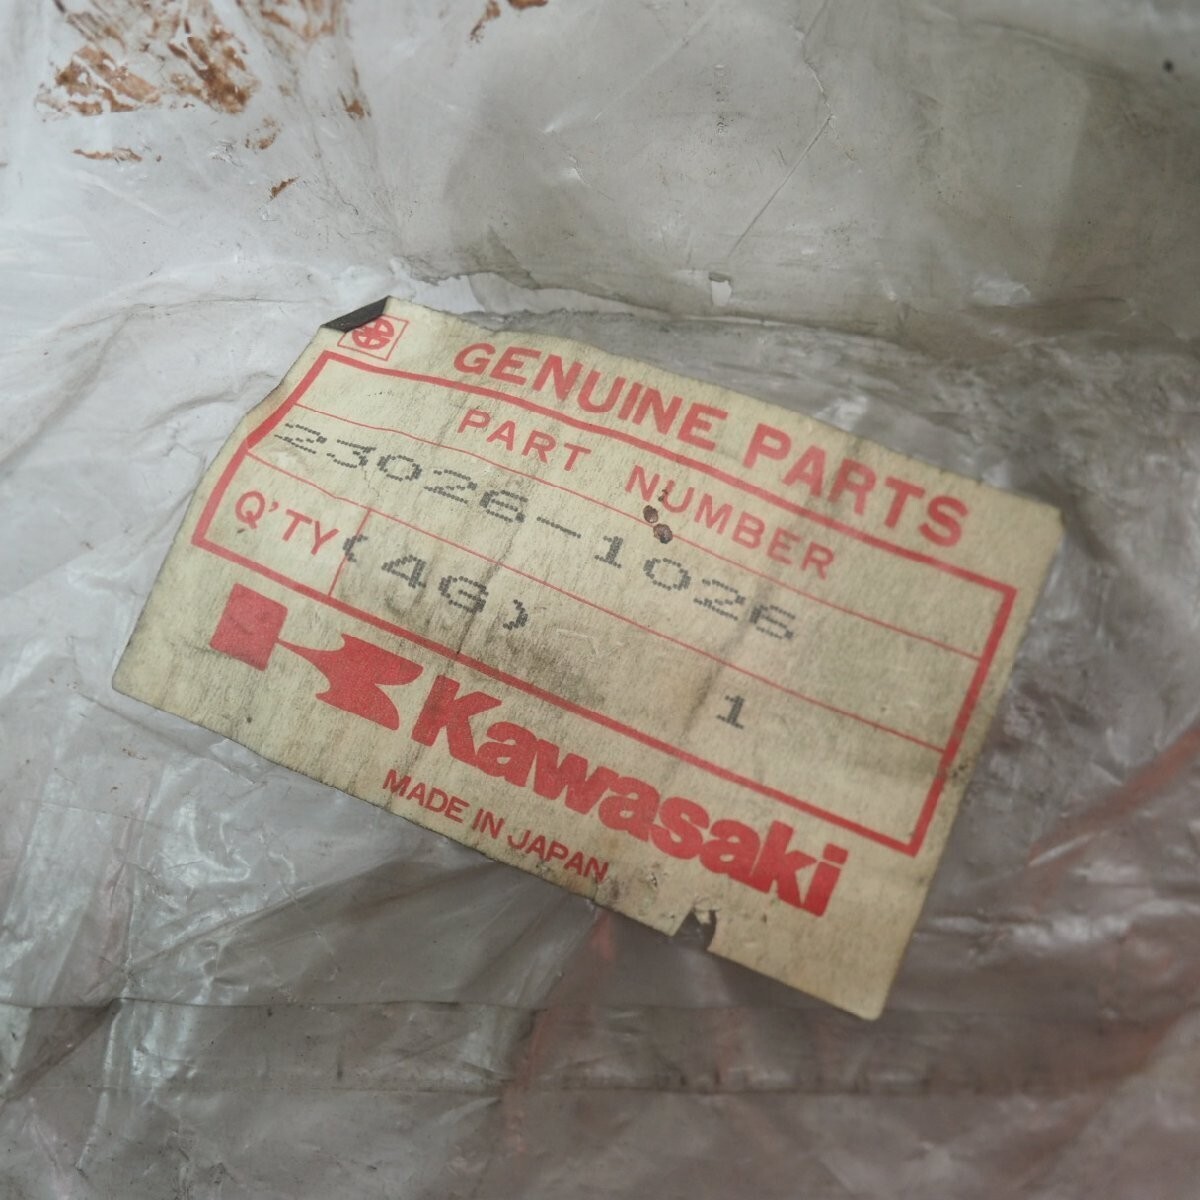 GENUINE PARTS
PART NUMBER
23026-1026
Q'TY
(4G)
1
Kawasaki
MADE IN JAPAN